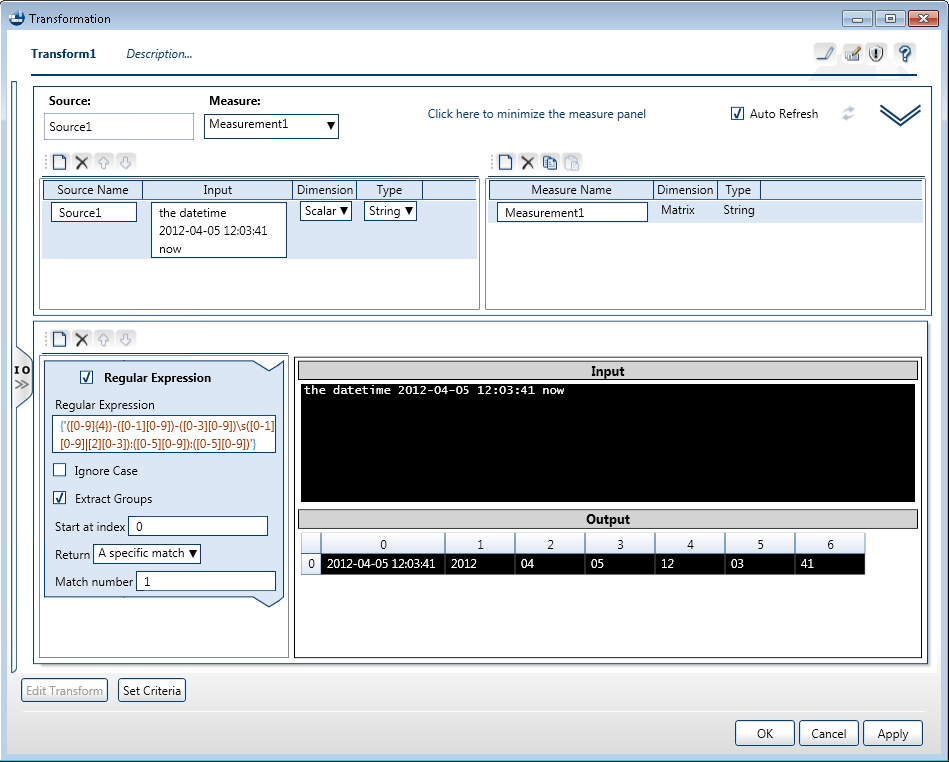 Transformation
Transform1 Description...
Source: Measure:
Source1 Measurement1 Click here to minimize the measure panel Auto Refresh
Source Name Input Dimension Type
Source1 the datetime Scalar String
2012-04-05 12:03:41
now
Measure Name Dimension Type
Measurement1 Matrix String
IO
Regular Expression
Regular Expression
{'([0-9]{4})-([0-1][0-9])-([0-3][0-9])\s([0-1]
[0-9]|[2][0-3]):([0-5][0-9]):([0-5][0-9])'}
Ignore Case
Extract Groups
Start at index 0
Return A specific match
Match number 1
Input
the datetime 2012-04-05 12:03:41 now
Output
0 1 2 3 4 5 6
0 2012-04-05 12:03:41 2012 04 05 12 03 41
Edit Transform Set Criteria
OK Cancel Apply